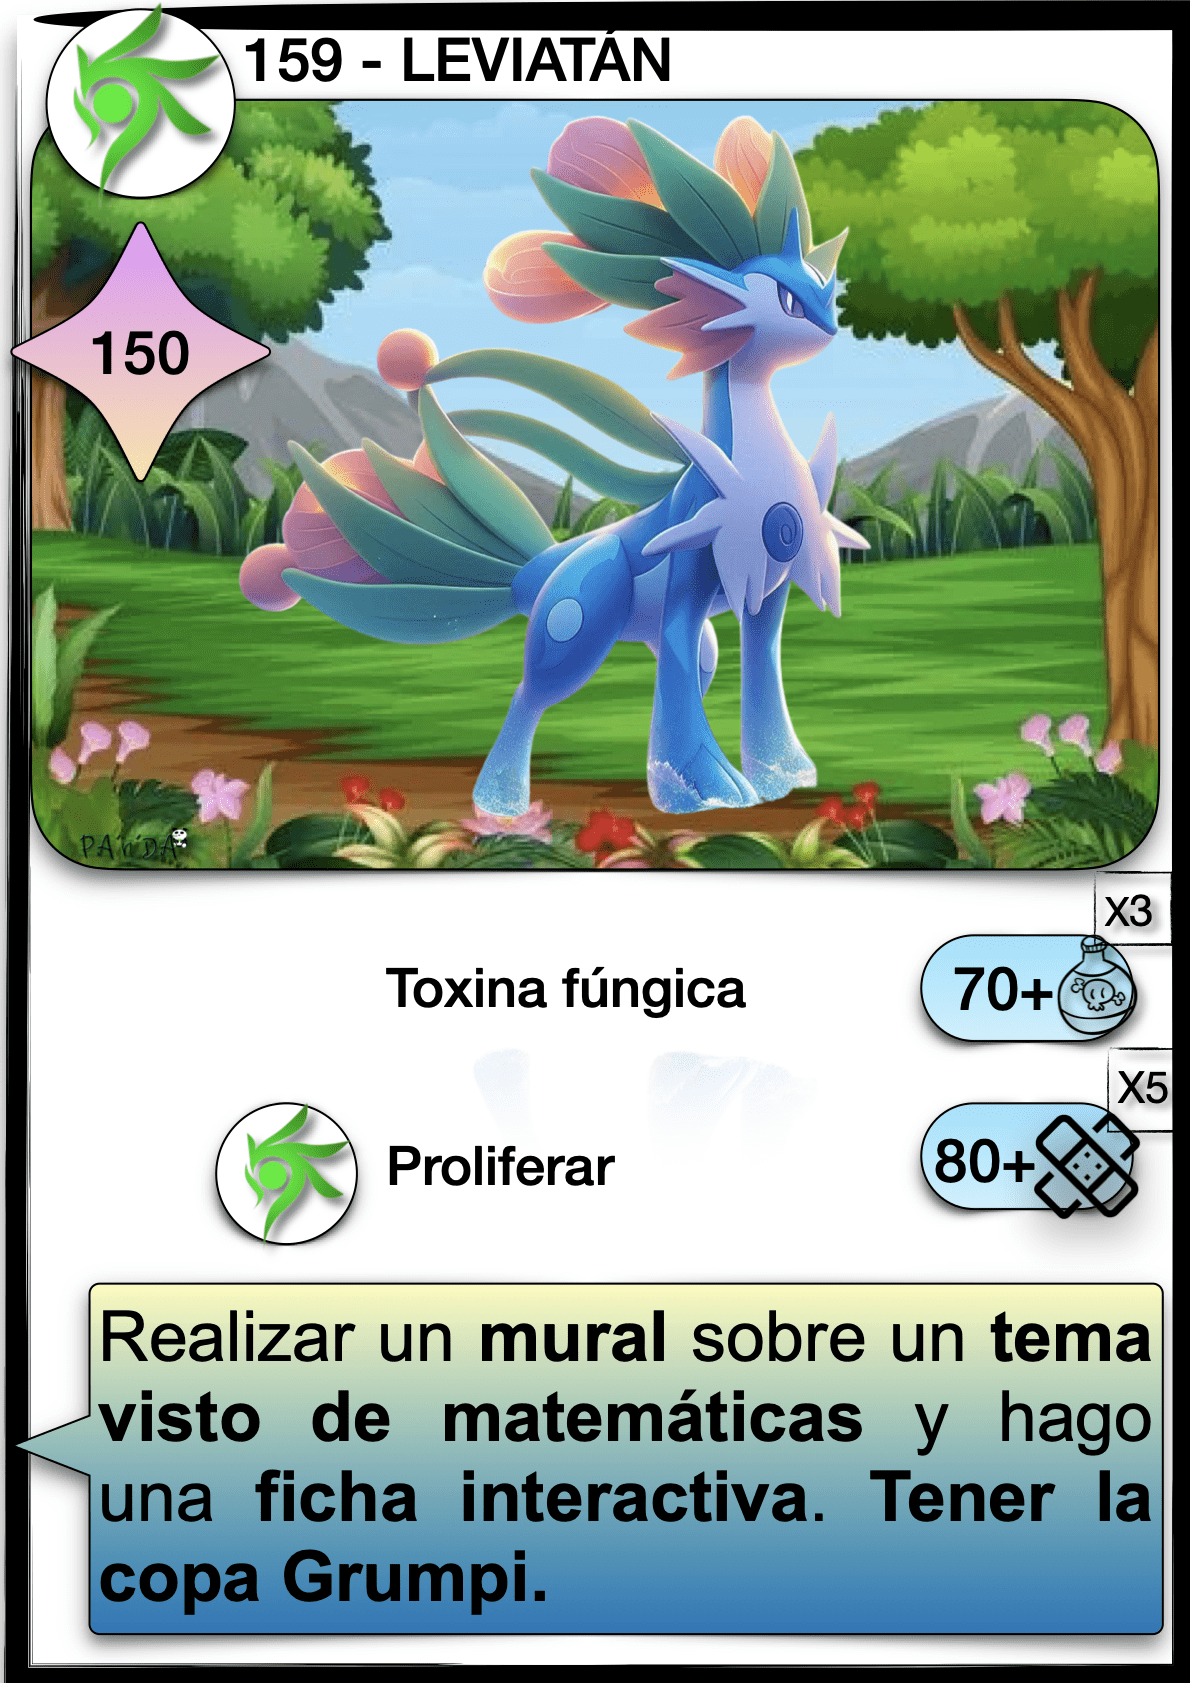 159 - LEVIATÁN
150
PANDA
X3
Toxina fúngica
70+
X5
Proliferar
80+
Realizar un mural sobre un tema
visto de matemáticas y hago
una ficha interactiva. Tener la
copa Grumpi.